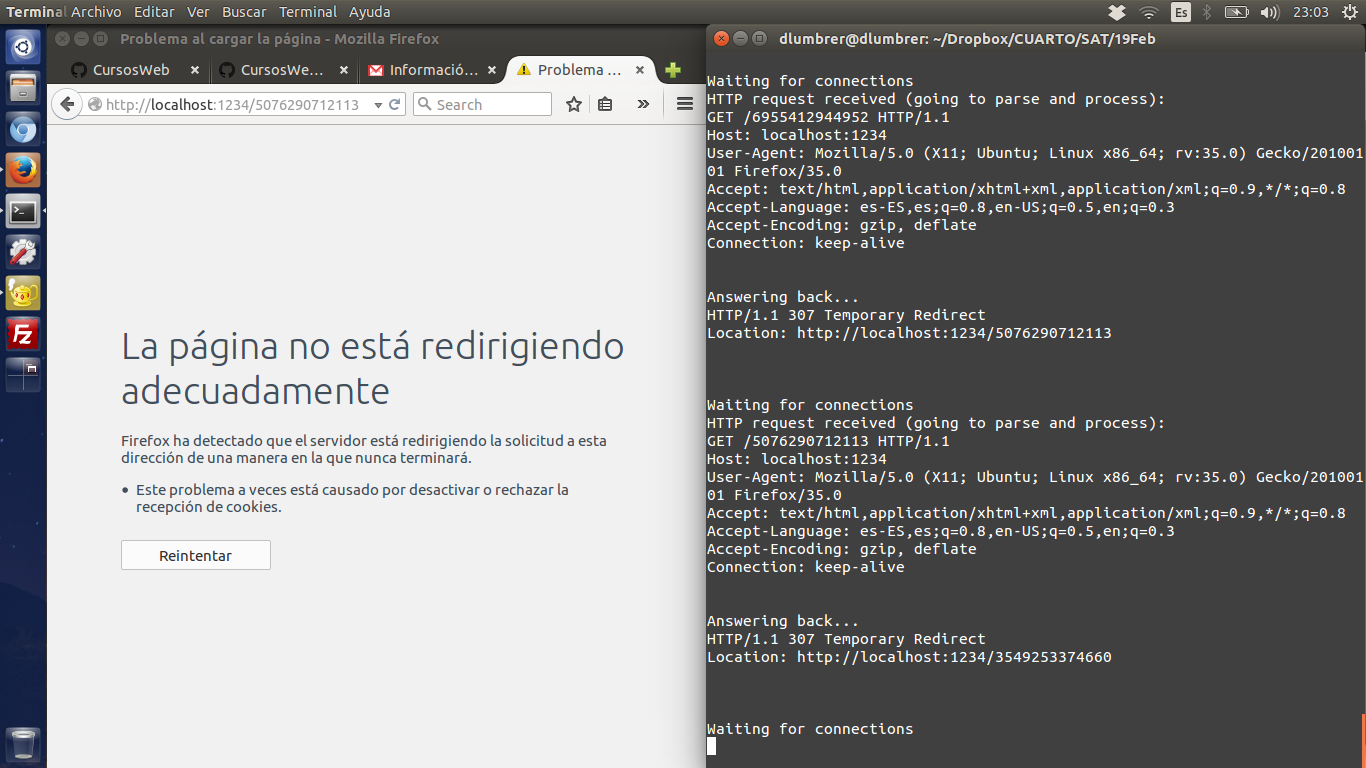 Terminal Archivo Editar Ver Buscar Terminal Ayuda
Es
23:03
Problema al cargar la página - Mozilla Firefox
CursosWeb
CursosWe...
Informació...
Problema ...
http://localhost:1234/5076290712113
Search
La página no está redirigiendo
adecuadamente
Firefox ha detectado que el servidor está redirigiendo la solicitud a esta
dirección de una manera en la que nunca terminará.
• Este problema a veces está causado por desactivar o rechazar la
recepción de cookies.
Reintentar
dlumbrer@dlumbrer: ~/Dropbox/CUARTO/SAT/19Feb
Waiting for connections
HTTP request received (going to parse and process):
GET /6955412944952 HTTP/1.1
Host: localhost:1234
User-Agent: Mozilla/5.0 (X11; Ubuntu; Linux x86_64; rv:35.0) Gecko/201001
01 Firefox/35.0
Accept: text/html,application/xhtml+xml,application/xml;q=0.9,*/*;q=0.8
Accept-Language: es-ES,es;q=0.8,en-US;q=0.5,en;q=0.3
Accept-Encoding: gzip, deflate
Connection: keep-alive
Answering back...
HTTP/1.1 307 Temporary Redirect
Location: http://localhost:1234/5076290712113
Waiting for connections
HTTP request received (going to parse and process):
GET /5076290712113 HTTP/1.1
Host: localhost:1234
User-Agent: Mozilla/5.0 (X11; Ubuntu; Linux x86_64; rv:35.0) Gecko/201001
01 Firefox/35.0
Accept: text/html,application/xhtml+xml,application/xml;q=0.9,*/*;q=0.8
Accept-Language: es-ES,es;q=0.8,en-US;q=0.5,en;q=0.3
Accept-Encoding: gzip, deflate
Connection: keep-alive
Answering back...
HTTP/1.1 307 Temporary Redirect
Location: http://localhost:1234/3549253374660
Waiting for connections